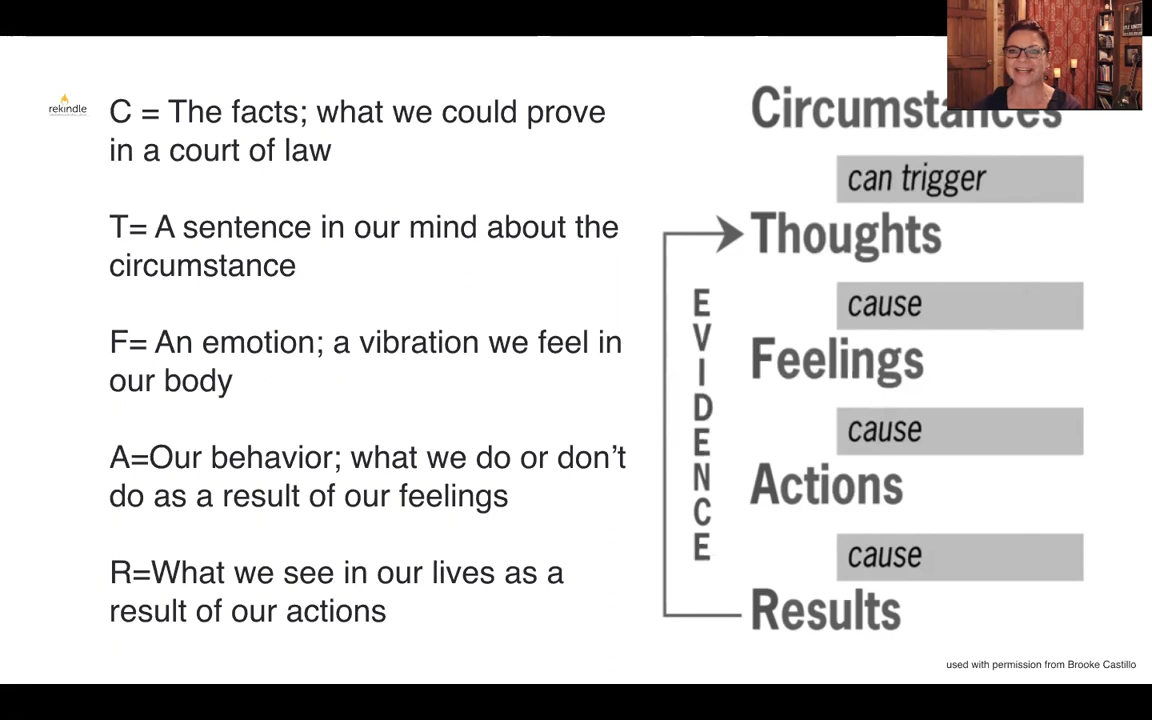 rekindle
C = The facts; what we could prove
in a court of law
T= A sentence in our mind about the
circumstance
F= An emotion; a vibration we feel in
our body
A=Our behavior; what we do or don’t
do as a result of our feelings
R=What we see in our lives as a
result of our actions
Circumstances
can trigger
Thoughts
cause
Feelings
cause
Actions
cause
Results
EVIDENCE
used with permission from Brooke Castillo